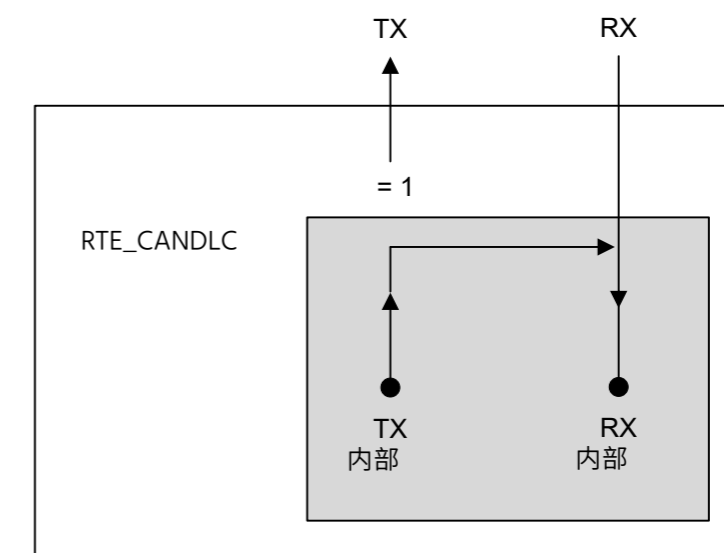 TX
RX
= 1
RTE_CANDLC
TX
内部
RX
内部